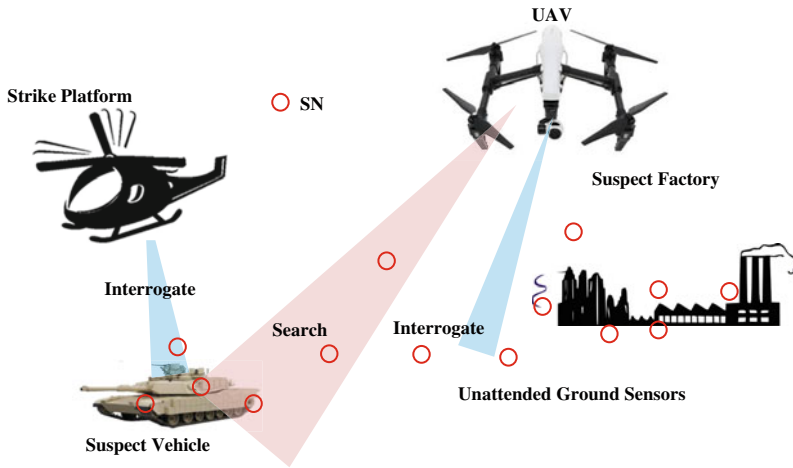 UAV
Strike Platform
SN
Suspect Factory
Interrogate
Search
Interrogate
Unattended Ground Sensors
Suspect Vehicle